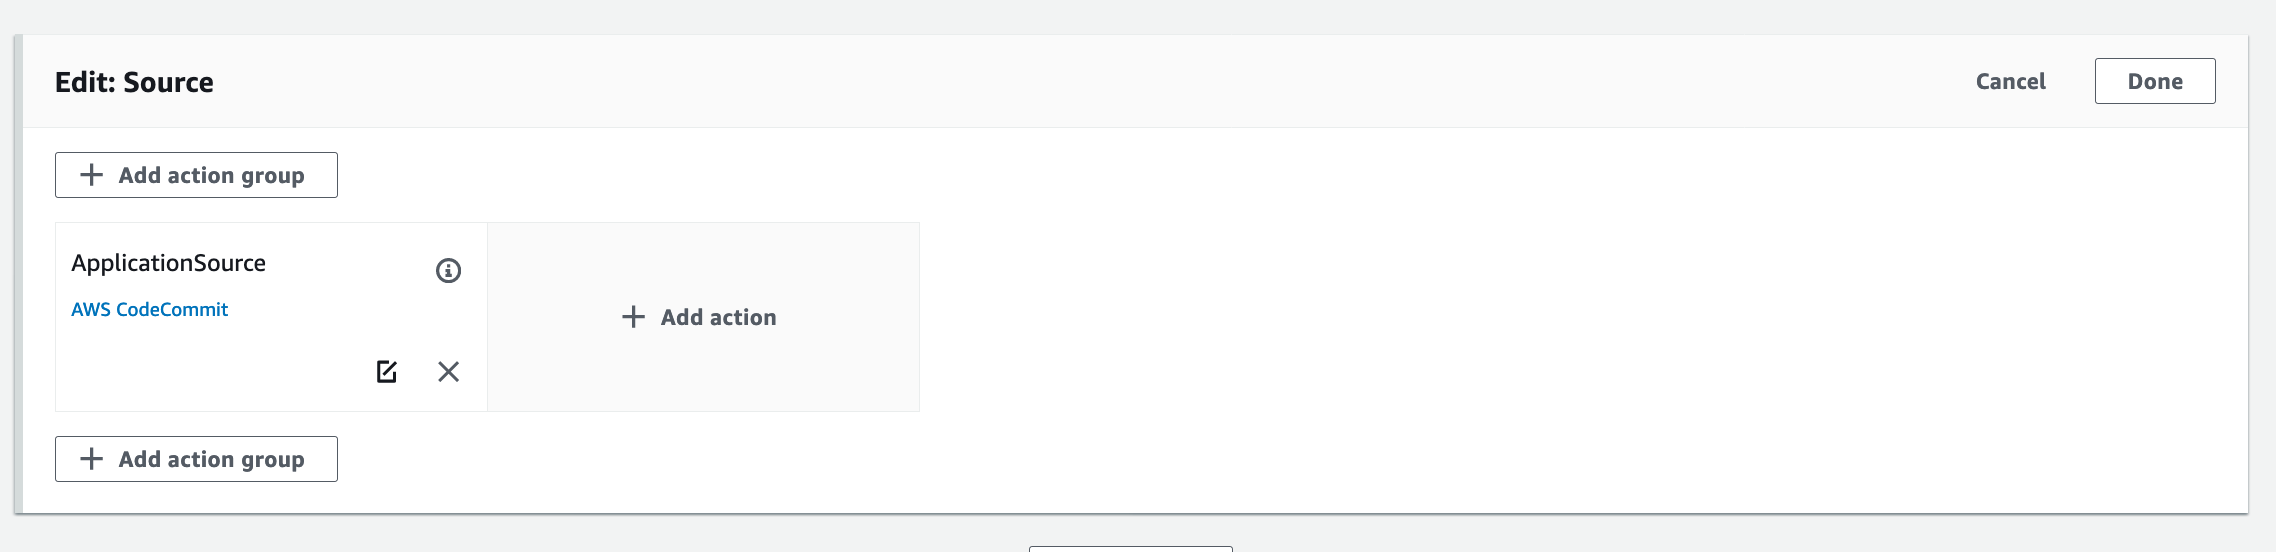 Edit: Source
Cancel
Done
Add action group
ApplicationSource
AWS CodeCommit
Add action
Add action group